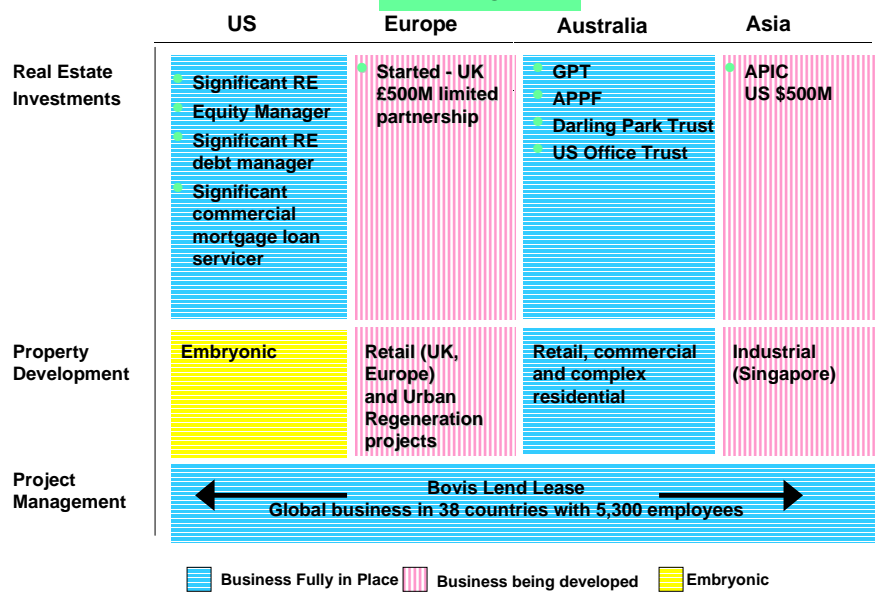 US Europe Australia Asia
Real Estate
Investments
Significant RE
Equity Manager
Significant RE
debt manager
Significant
commercial
mortgage loan
servicer
Started - UK
£500M limited
partnership
GPT
APPF
Darling Park Trust
US Office Trust
APIC
US $500M
Property
Development
Embryonic
Retail (UK,
Europe)
and Urban
Regeneration
projects
Retail, commercial
and complex
residential
Industrial
(Singapore)
Project
Management
Bovis Lend Lease
Global business in 38 countries with 5,300 employees
Business Fully in Place Business being developed Embryonic